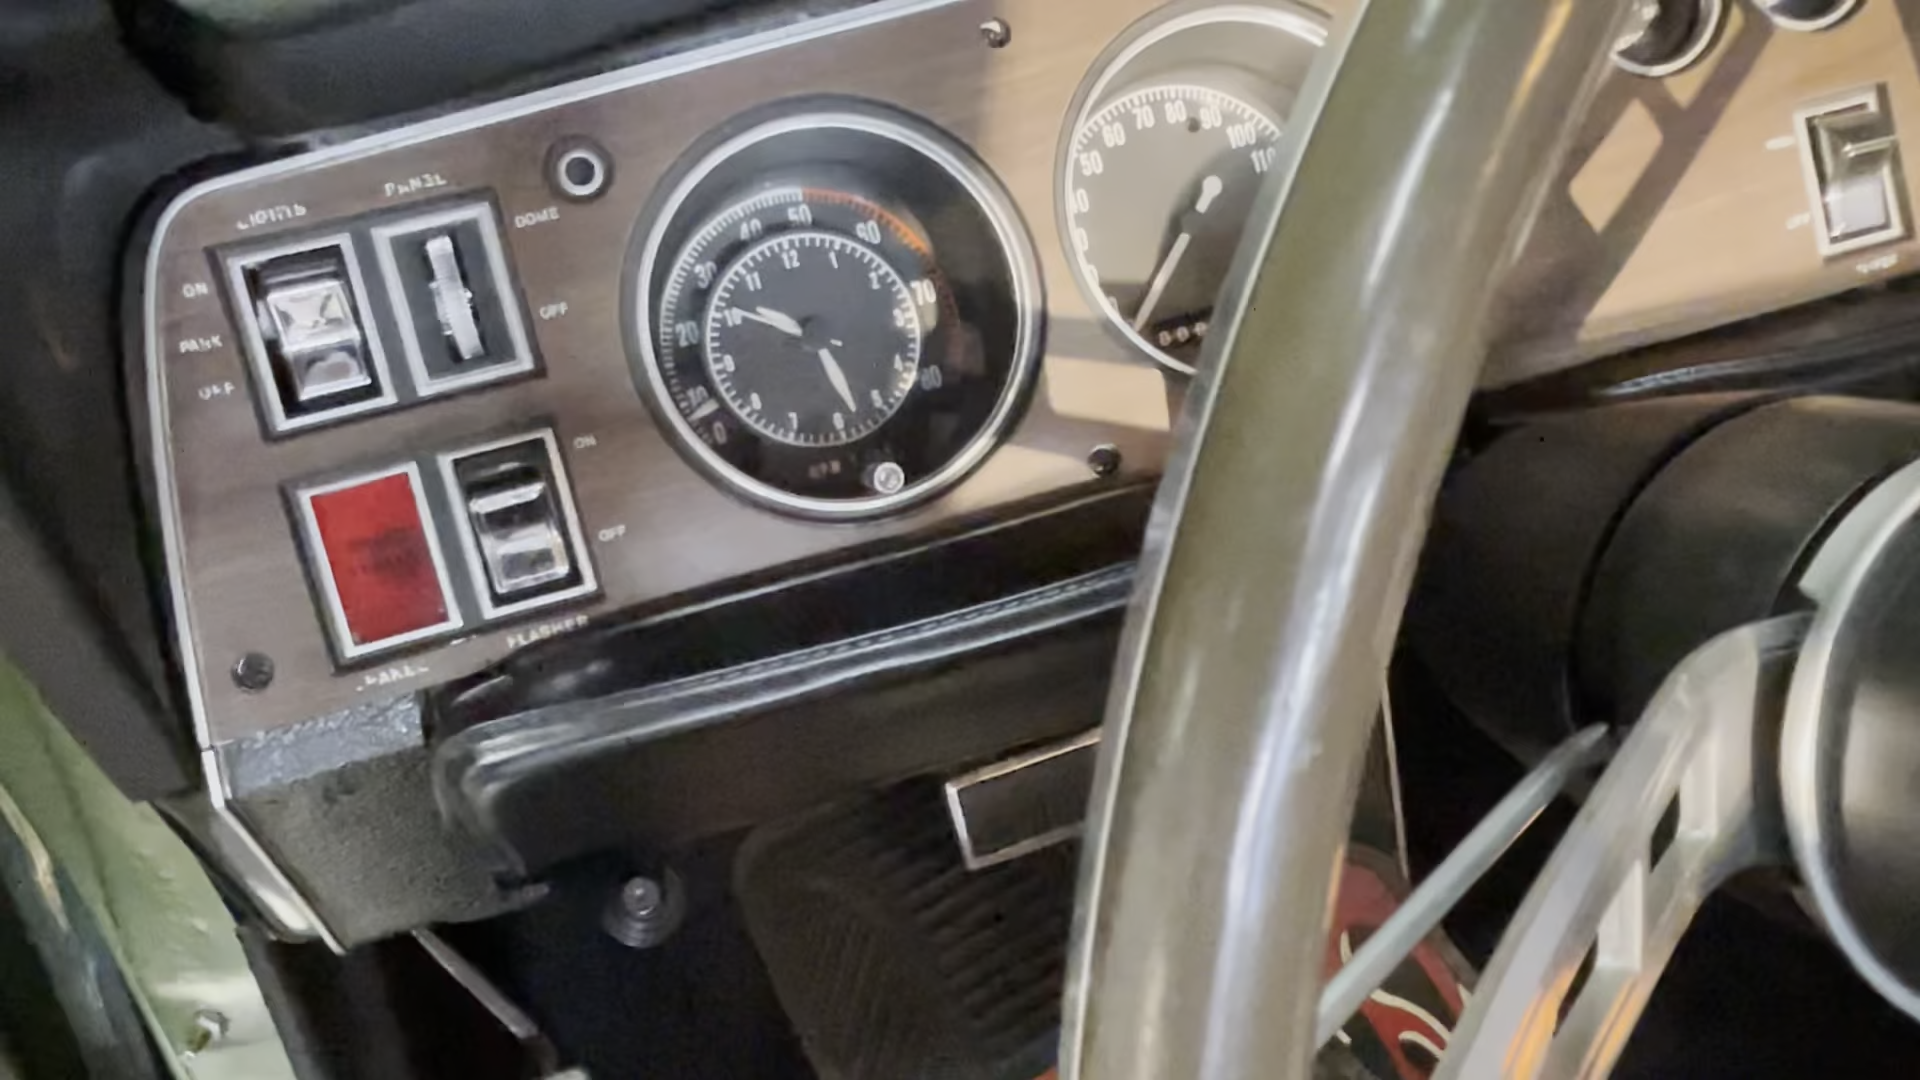 PANEL
LIGHTS
DOME
ON
OFF
PARK
OFF
ON
OFF
FLASHER
BRAKE
0 10 20 30 40 50 60 70 80
12 1 2 3 4 5 6 7 8 9 10 11
RPM
50 60 70 80 90 100 110
OFF